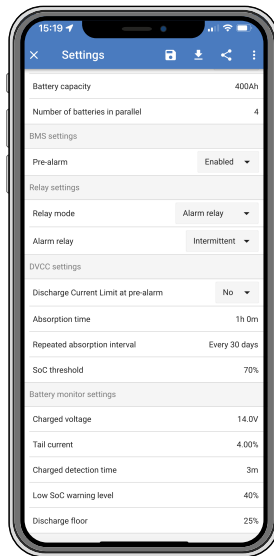 15:19
Settings
Battery capacity 400Ah
Number of batteries in parallel 4
BMS settings
Pre-alarm Enabled
Relay settings
Relay mode Alarm relay
Alarm relay Intermittent
DVCC settings
Discharge Current Limit at pre-alarm No
Absorption time 1h 0m
Repeated absorption interval Every 30 days
SoC threshold 70%
Battery monitor settings
Charged voltage 14.0V
Tail current 4.00%
Charged detection time 3m
Low SoC warning level 40%
Discharge floor 25%